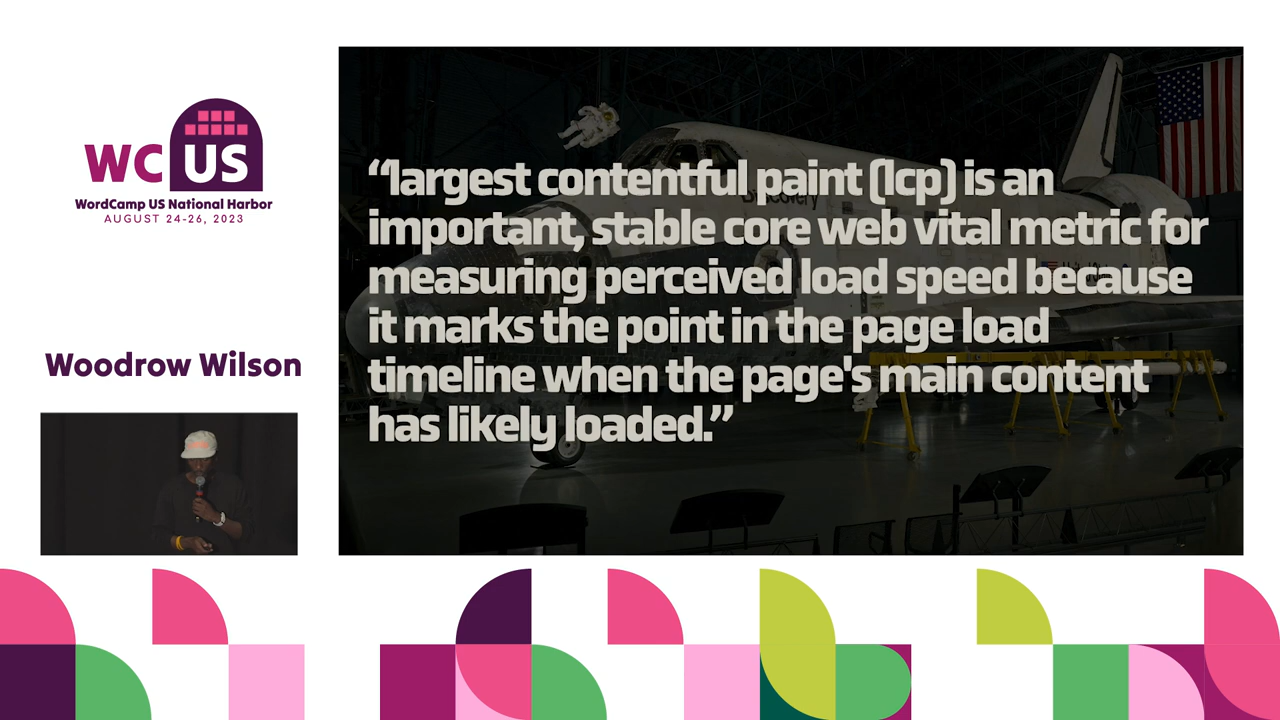 WC US
WordCamp US National Harbor
AUGUST 24-26, 2023
Woodrow Wilson
“largest contentful paint (lcp) is an
important, stable core web vital metric for
measuring perceived load speed because
it marks the point in the page load
timeline when the page's main content
has likely loaded.”
Discovery